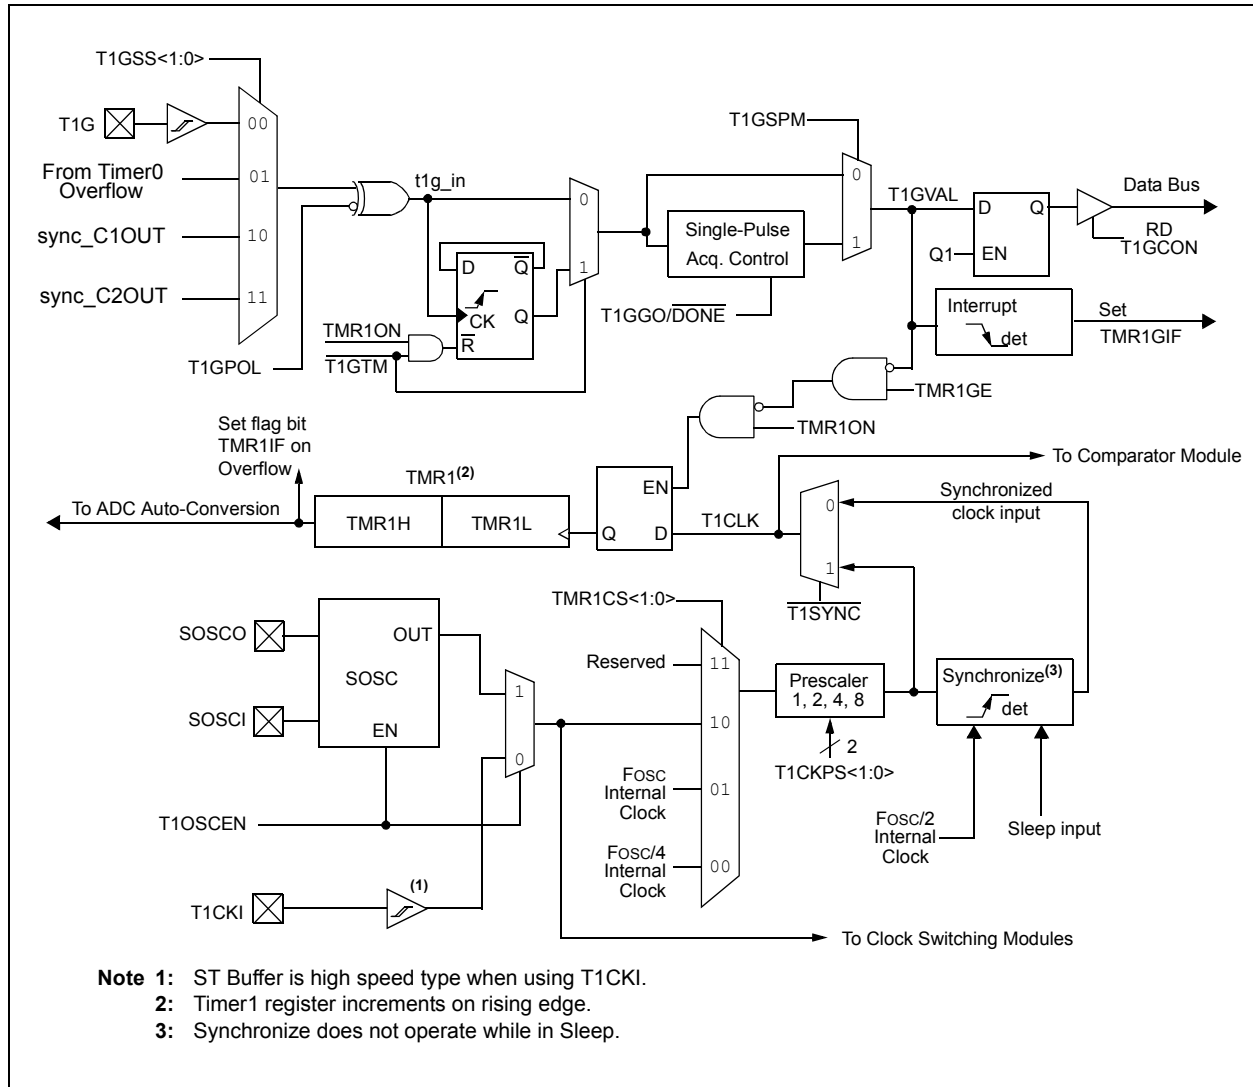 T1GSS<1:0>
T1G
00
From Timer0
Overflow
01
sync_C1OUT
10
sync_C2OUT
11
T1GPOL
t1g_in
0
1
D
Q
CK
Q
R
TMR1ON
T1GTM
T1GSPM
0
1
Single-Pulse
Acq. Control
T1GGO/DONE
T1GVAL
D
Q
Q1
EN
Data Bus
RD
T1GCON
Interrupt
det
Set
TMR1GIF
TMR1GE
TMR1ON
Set flag bit
TMR1IF on
Overflow
To ADC Auto-Conversion
TMR1(2)
TMR1H
TMR1L
EN
Q
D
T1CLK
To Comparator Module
0
1
Synchronized
clock input
T1SYNC
SOSCO
SOSCI
OUT
SOSC
EN
1
0
T1OSCEN
T1CKI
(1)
TMR1CS<1:0>
Reserved
11
10
FOSC
Internal
Clock
01
FOSC/4
Internal
Clock
00
Prescaler
1, 2, 4, 8
2
T1CKPS<1:0>
Synchronize(3)
det
FOSC/2
Internal
Clock
Sleep input
To Clock Switching Modules
Note 1: ST Buffer is high speed type when using T1CKI.
2: Timer1 register increments on rising edge.
3: Synchronize does not operate while in Sleep.